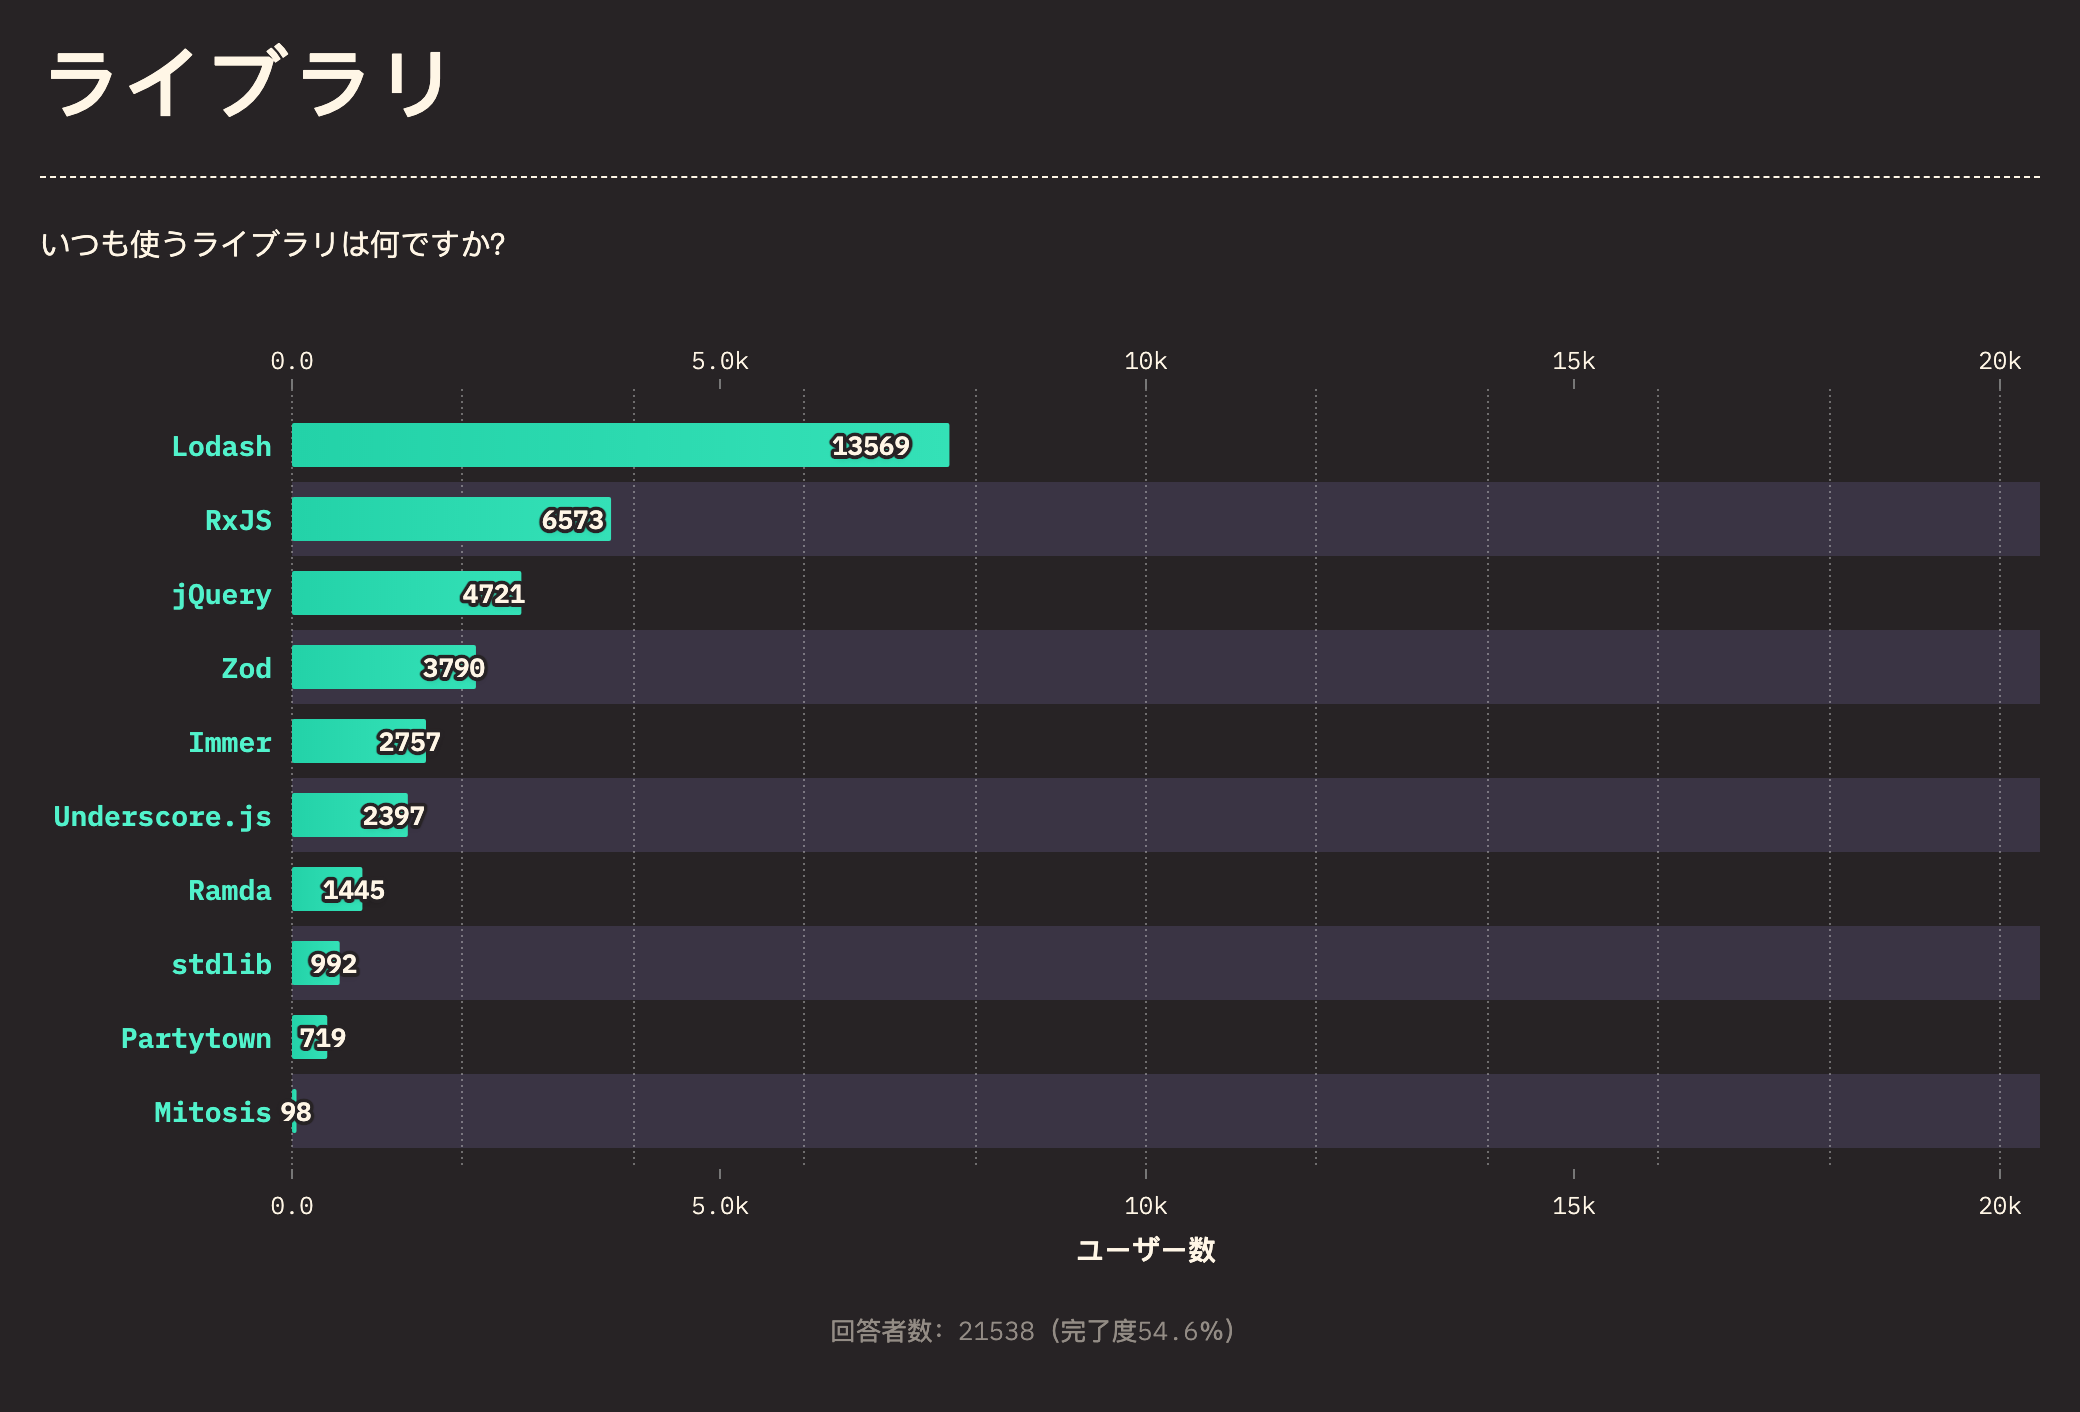 ライブラリ
いつも使うライブラリは何ですか?
0.0 5.0k 10k 15k 20k
Lodash 13569
RxJS 6573
jQuery 4721
Zod 3790
Immer 2757
Underscore.js 2397
Ramda 1445
stdlib 992
Partytown 719
Mitosis 98
0.0 5.0k 10k 15k 20k
ユーザー数
回答者数: 21538 (完了度54.6%)